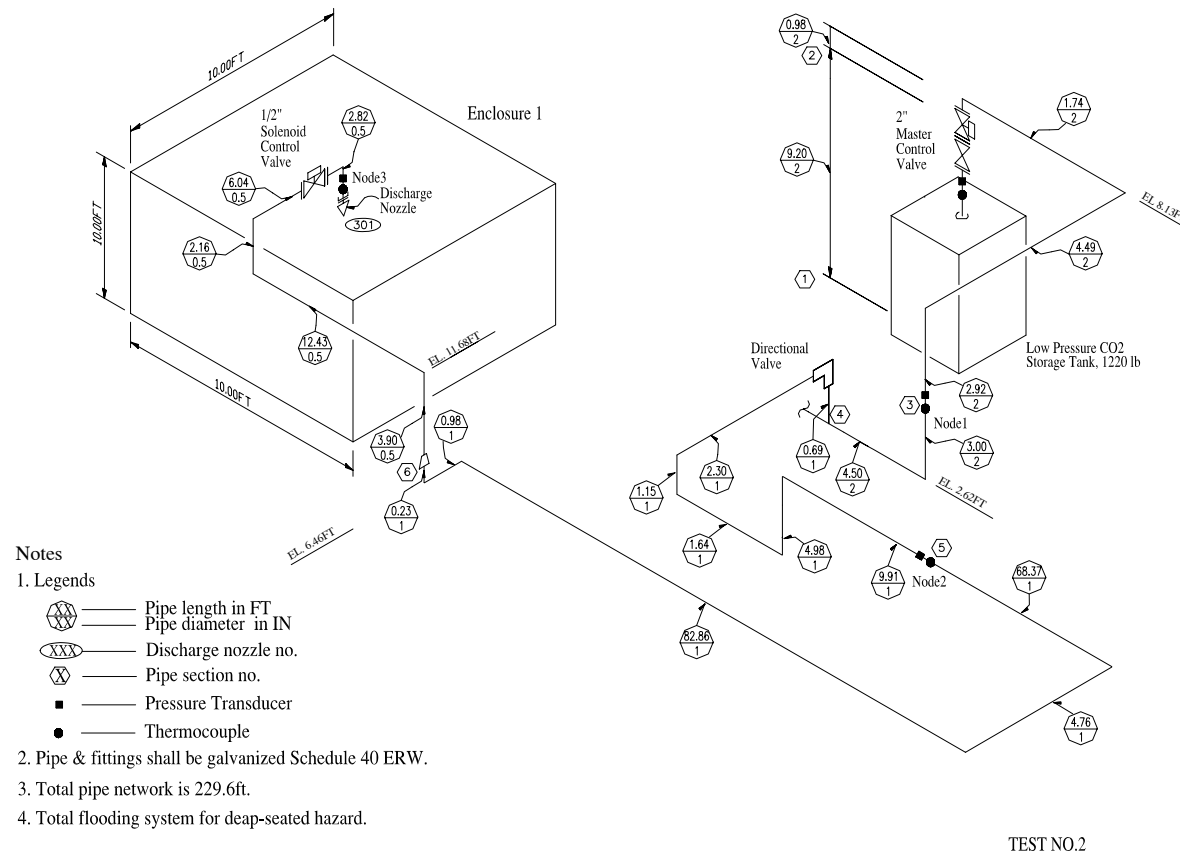 10.00FT
10.00FT
10.00FT
Enclosure 1
1/2"
Solenoid
Control
Valve
2.82
0.5
6.04
0.5
Node3
Discharge
Nozzle
301
2.16
0.5
12.43
0.5
EL. 11.68FT
3.90
0.5
0.98
1
6
0.23
1
EL. 6.46FT
0.98
2
2
9.20
2
1
2"
Master
Control
Valve
1.74
2
EL 8.13F
4.49
2
Low Pressure CO2
Storage Tank, 1220 lb
Directional
Valve
2.92
2
3
Node1
4
3.00
2
0.69
1
4.50
2
EL. 2.62FT
2.30
1
1.15
1
1.64
1
4.98
1
5
Node2
9.91
1
68.37
1
82.86
1
4.76
1
Notes
1. Legends
XX Pipe length in FT
XX Pipe diameter in IN
XXX Discharge nozzle no.
X Pipe section no.
Pressure Transducer
Thermocouple
2. Pipe & fittings shall be galvanized Schedule 40 ERW.
3. Total pipe network is 229.6ft.
4. Total flooding system for deap-seated hazard.
TEST NO.2